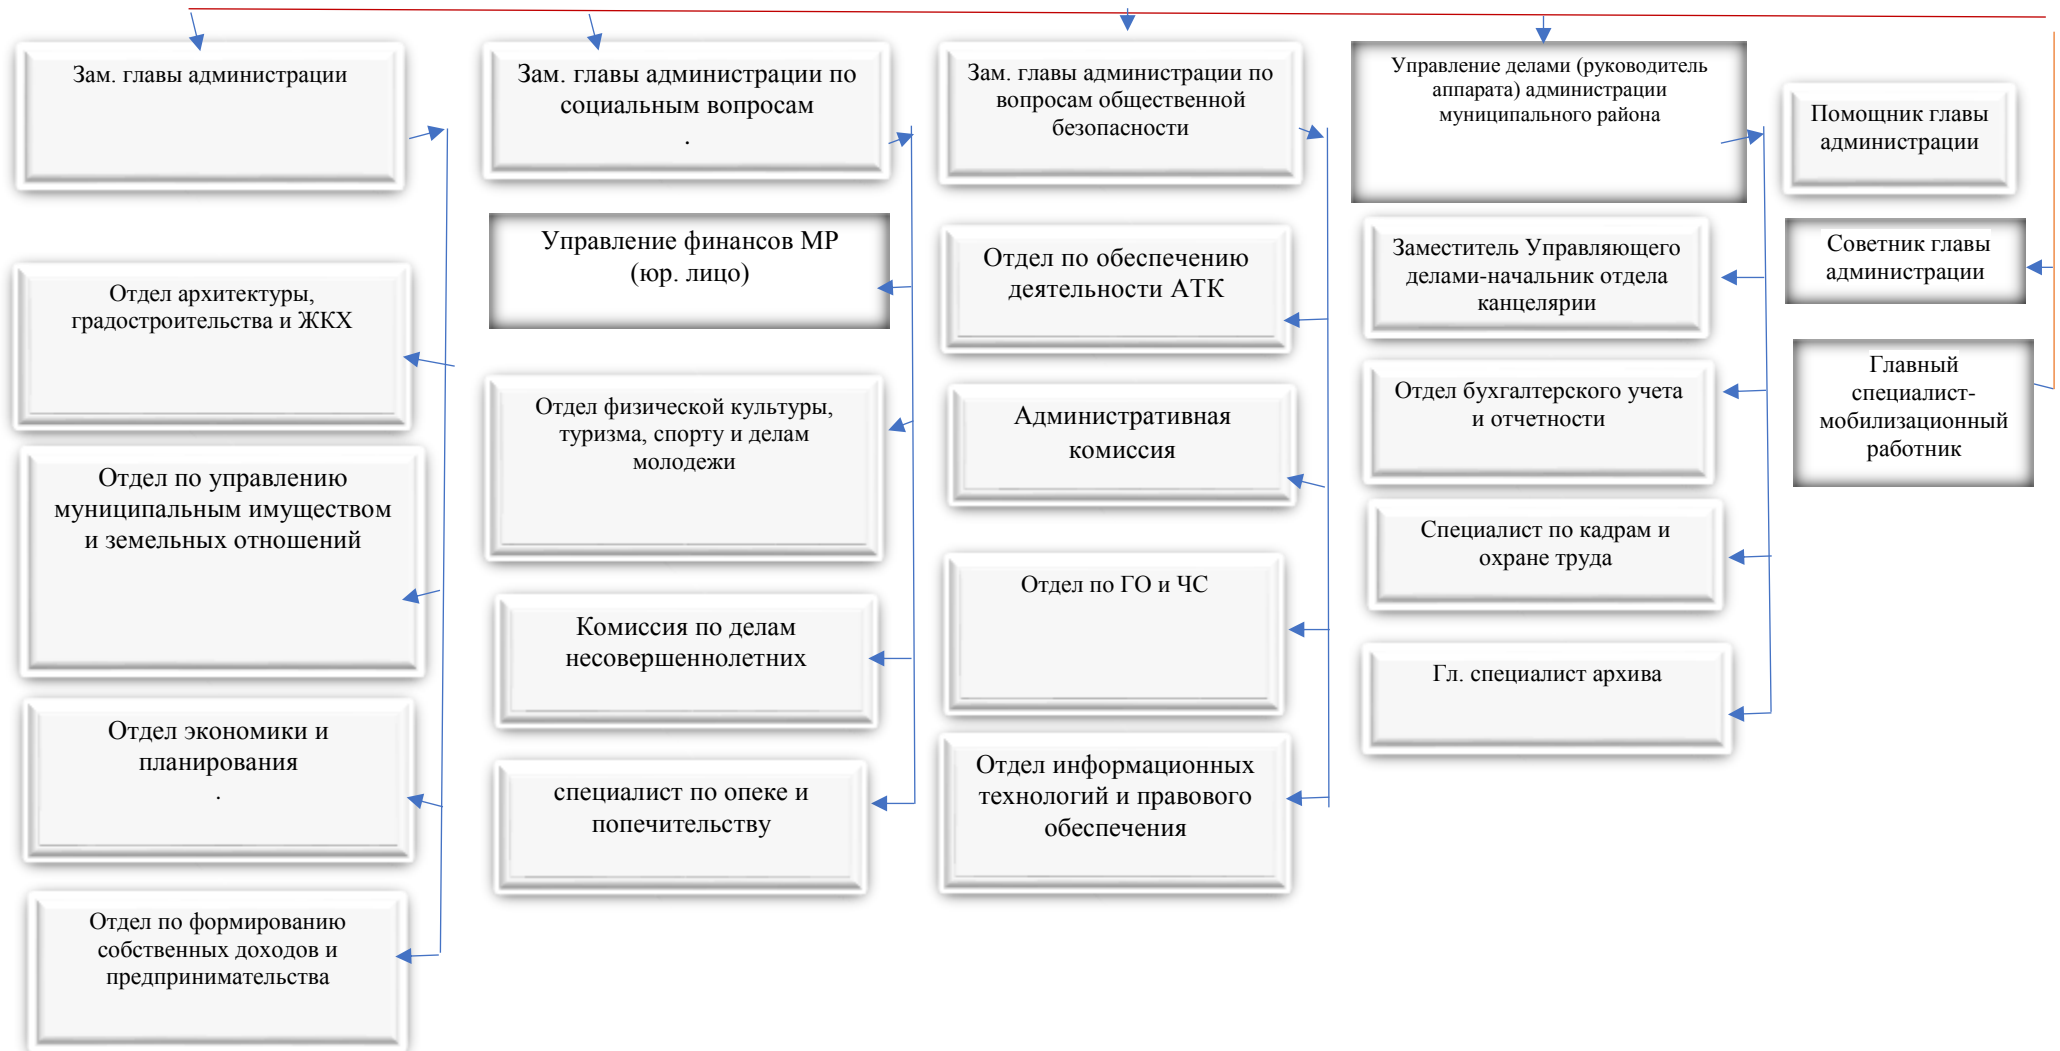 Зам. главы администрации
Зам. главы администрации по
социальным вопросам
.
Зам. главы администрации по
вопросам общественной
безопасности
Управление делами (руководитель
аппарата) администрации
муниципального района
Помощник главы
администрации
Отдел архитектуры,
градостроительства и ЖКХ
Отдел по управлению
муниципальным имуществом
и земельных отношений
Отдел экономики и
планирования
.
Отдел по формированию
собственных доходов и
предпринимательства
Управление финансов МР
(юр. лицо)
Отдел физической культуры,
туризма, спорту и делам
молодежи
Комиссия по делам
несовершеннолетних
специалист по опеке и
попечительству
Отдел по обеспечению
деятельности АТК
Административная
комиссия
Отдел по ГО и ЧС
Отдел информационных
технологий и правового
обеспечения
Заместитель Управляющего
делами-начальник отдела
канцелярии
Отдел бухгалтерского учета
и отчетности
Специалист по кадрам и
охране труда
Гл. специалист архива
Советник главы
администрации
Главный
специалист-
мобилизационный
работник